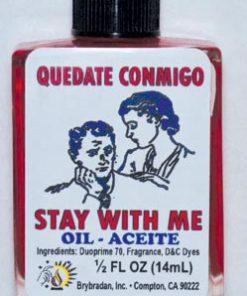 QUEDATE CONMIGO
STAY WITH ME
OIL - ACEITE
Ingredients: Duoprime 70, Fragrance, D&C Dyes
½ FL OZ (14mL)
Brybradan, Inc. • Compton, CA 90222